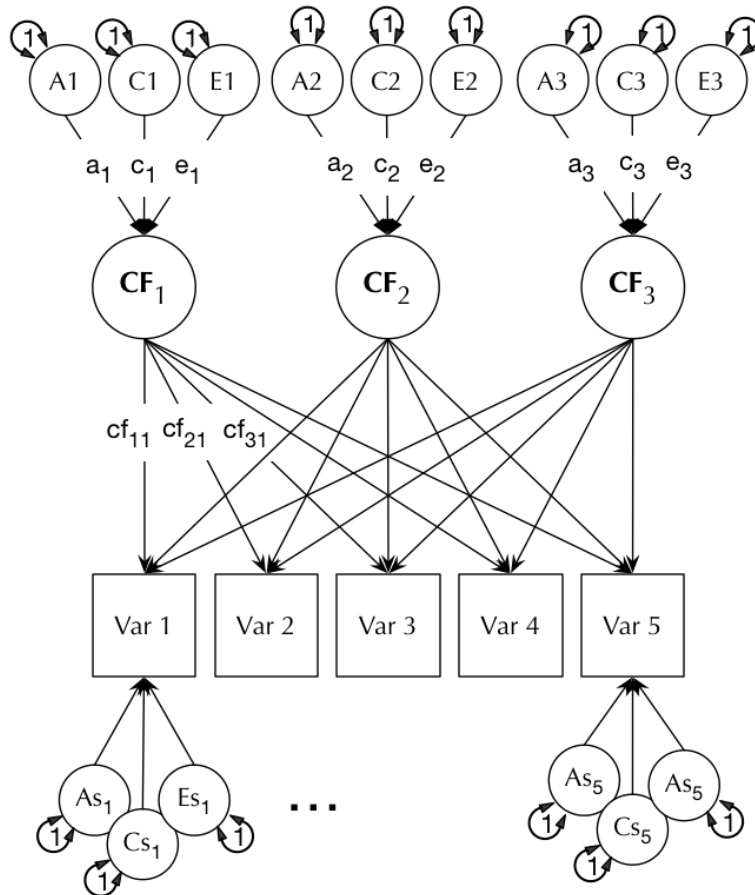 1 1 1 1 1 1 1 1 1
A1 C1 E1 A2 C2 E2 A3 C3 E3
a₁ c₁ e₁ a₂ c₂ e₂ a₃ c₃ e₃
CF₁ CF₂ CF₃
cf₁₁ cf₂₁ cf₃₁
Var 1 Var 2 Var 3 Var 4 Var 5
As₁ Es₁ ... As₅ As₅
1 Cs₁ 1 1 Cs₅ 1
1 1